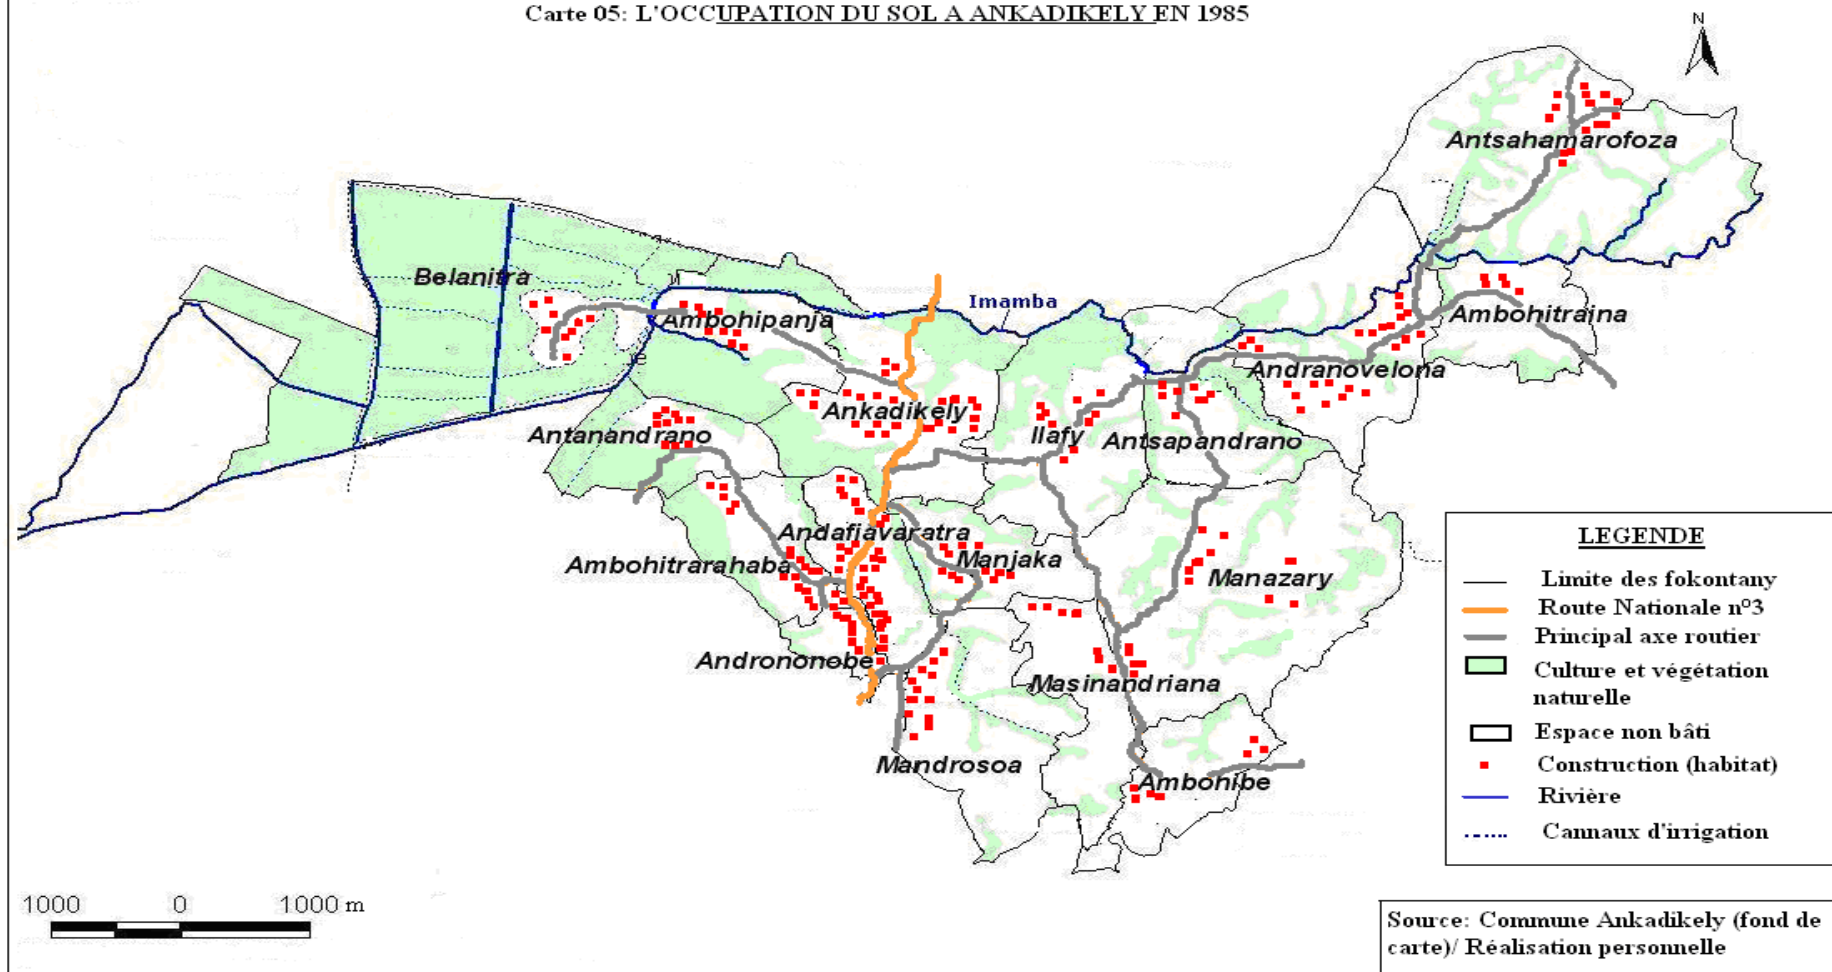 Carte 05: L'OCCUPATION DU SOL A ANKADIKELY EN 1985
N
Antsahamarofoza
Belanitra
Imamba
Ambohipanja
Ambohitraina
Andranovelona
Ankadikely
Antanandrano
Ilafy
Antsapandrano
Andafiavaratra
Manjaka
Ambohitrarahaba
Manazary
Andrononobe
Masinandriana
Mandrosoa
Ambohibe
LEGENDE
Limite des fokontany
Route Nationale n°3
Principal axe routier
Culture et végétation
naturelle
Espace non bâti
Construction (habitat)
Rivière
Cannaux d'irrigation
1000 0 1000 m
Source: Commune Ankadikely (fond de
carte)/ Réalisation personnelle